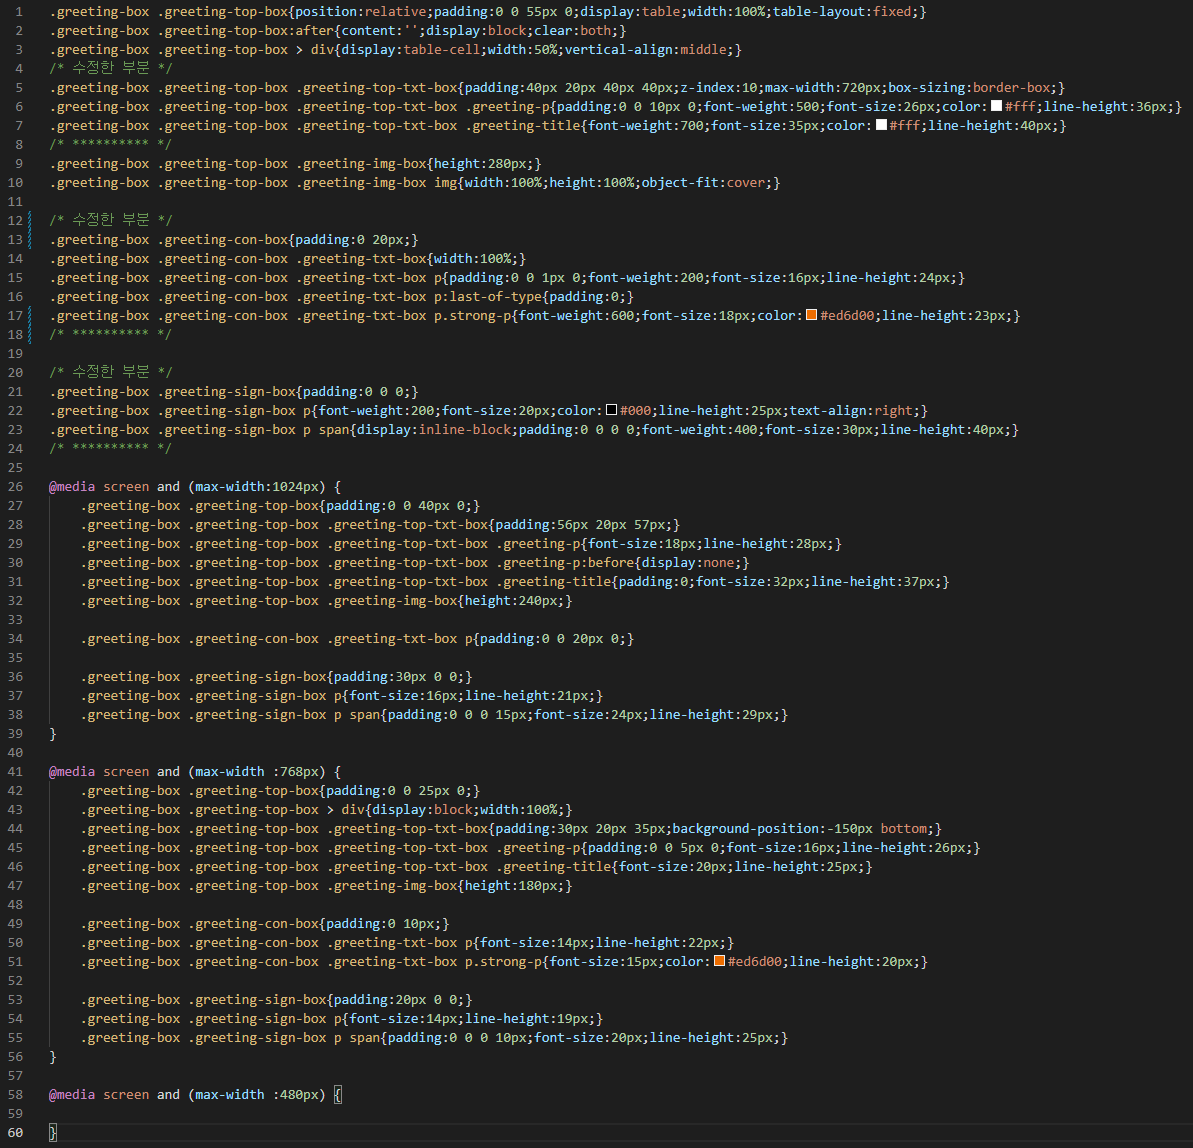 1 .greeting-box .greeting-top-box{position:relative;padding:0 0 55px 0;display:table;width:100%;table-layout:fixed;}
2 .greeting-box .greeting-top-box:after{content:'';display:block;clear:both;}
3 .greeting-box .greeting-top-box > div{display:table-cell;width:50%;vertical-align:middle;}
4 /* 수정한 부분 */
5 .greeting-box .greeting-top-box .greeting-top-txt-box{padding:40px 20px 40px 40px;z-index:10;max-width:720px;box-sizing:border-box;}
6 .greeting-box .greeting-top-box .greeting-top-txt-box .greeting-p{padding:0 0 10px 0;font-weight:500;font-size:26px;color:#fff;line-height:36px;}
7 .greeting-box .greeting-top-box .greeting-top-txt-box .greeting-title{font-weight:700;font-size:35px;color:#fff;line-height:40px;}
8 /* ********** */
9 .greeting-box .greeting-top-box .greeting-img-box{height:280px;}
10 .greeting-box .greeting-top-box .greeting-img-box img{width:100%;height:100%;object-fit:cover;}
11
12 /* 수정한 부분 */
13 .greeting-box .greeting-con-box{padding:0 20px;}
14 .greeting-box .greeting-con-box .greeting-txt-box{width:100%;}
15 .greeting-box .greeting-con-box .greeting-txt-box p{padding:0 0 1px 0;font-weight:200;font-size:16px;line-height:24px;}
16 .greeting-box .greeting-con-box .greeting-txt-box p:last-of-type{padding:0;}
17 .greeting-box .greeting-con-box .greeting-txt-box p.strong-p{font-weight:600;font-size:18px;color:#ed6d00;line-height:23px;}
18 /* ********** */
19
20 /* 수정한 부분 */
21 .greeting-box .greeting-sign-box{padding:0 0 0;}
22 .greeting-box .greeting-sign-box p{font-weight:200;font-size:20px;color:#000;line-height:25px;text-align:right;}
23 .greeting-box .greeting-sign-box p span{display:inline-block;padding:0 0 0 0;font-weight:400;font-size:30px;line-height:40px;}
24 /* ********** */
25
26 @media screen and (max-width:1024px) {
27 .greeting-box .greeting-top-box{padding:0 0 40px 0;}
28 .greeting-box .greeting-top-box .greeting-top-txt-box{padding:56px 20px 57px;}
29 .greeting-box .greeting-top-box .greeting-top-txt-box .greeting-p{font-size:18px;line-height:28px;}
30 .greeting-box .greeting-top-box .greeting-top-txt-box .greeting-p:before{display:none;}
31 .greeting-box .greeting-top-box .greeting-top-txt-box .greeting-title{padding:0;font-size:32px;line-height:37px;}
32 .greeting-box .greeting-top-box .greeting-img-box{height:240px;}
33
34 .greeting-box .greeting-con-box .greeting-txt-box p{padding:0 0 20px 0;}
35
36 .greeting-box .greeting-sign-box{padding:30px 0 0;}
37 .greeting-box .greeting-sign-box p{font-size:16px;line-height:21px;}
38 .greeting-box .greeting-sign-box p span{padding:0 0 0 15px;font-size:24px;line-height:29px;}
39 }
40
41 @media screen and (max-width :768px) {
42 .greeting-box .greeting-top-box{padding:0 0 25px 0;}
43 .greeting-box .greeting-top-box > div{display:block;width:100%;}
44 .greeting-box .greeting-top-box .greeting-top-txt-box{padding:30px 20px 35px;background-position:-150px bottom;}
45 .greeting-box .greeting-top-box .greeting-top-txt-box .greeting-p{padding:0 0 5px 0;font-size:16px;line-height:26px;}
46 .greeting-box .greeting-top-box .greeting-top-txt-box .greeting-title{font-size:20px;line-height:25px;}
47 .greeting-box .greeting-top-box .greeting-img-box{height:180px;}
48
49 .greeting-box .greeting-con-box{padding:0 10px;}
50 .greeting-box .greeting-con-box .greeting-txt-box p{font-size:14px;line-height:22px;}
51 .greeting-box .greeting-con-box .greeting-txt-box p.strong-p{font-size:15px;color:#ed6d00;line-height:20px;}
52
53 .greeting-box .greeting-sign-box{padding:20px 0 0;}
54 .greeting-box .greeting-sign-box p{font-size:14px;line-height:19px;}
55 .greeting-box .greeting-sign-box p span{padding:0 0 0 10px;font-size:20px;line-height:25px;}
56 }
57
58 @media screen and (max-width :480px) {
59
60 }